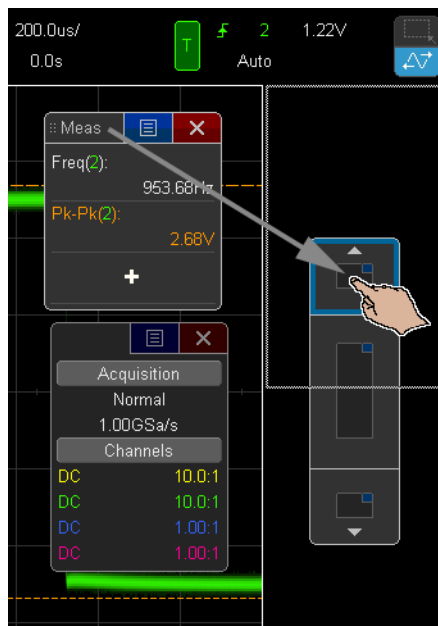 200.0us/ T 2 1.22V
0.0s Auto
Meas
Freq(2):
953.68Hz
Pk-Pk(2):
2.68V
+
Acquisition
Normal
1.00GSa/s
Channels
DC 10.0:1
DC 10.0:1
DC 1.00:1
DC 1.00:1